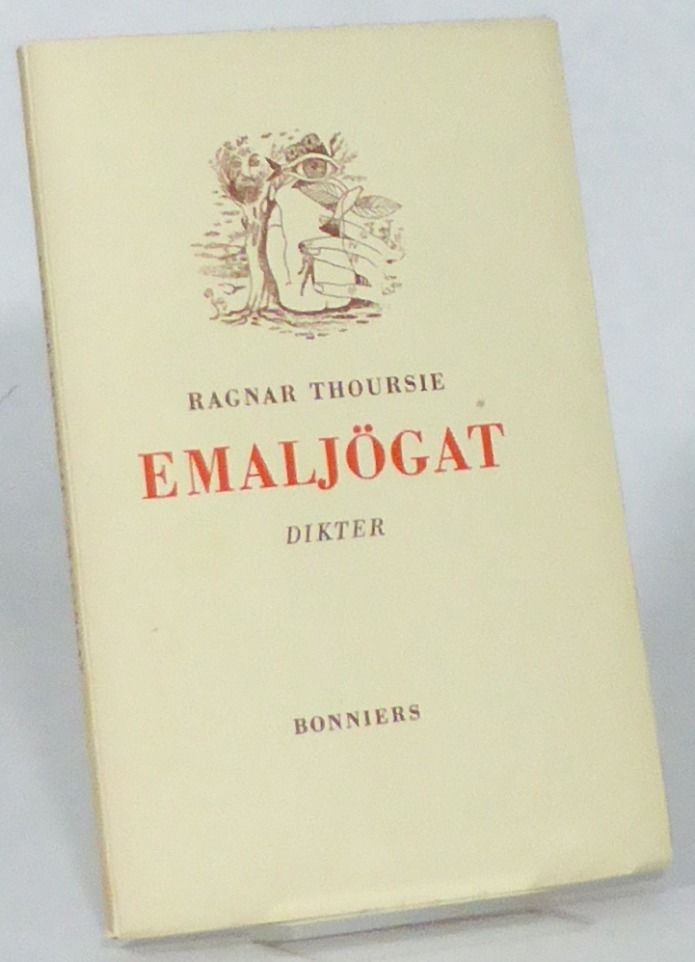 RAGNAR THOURSIE
EMALJÖGAT
DIKTER
BONNIERS